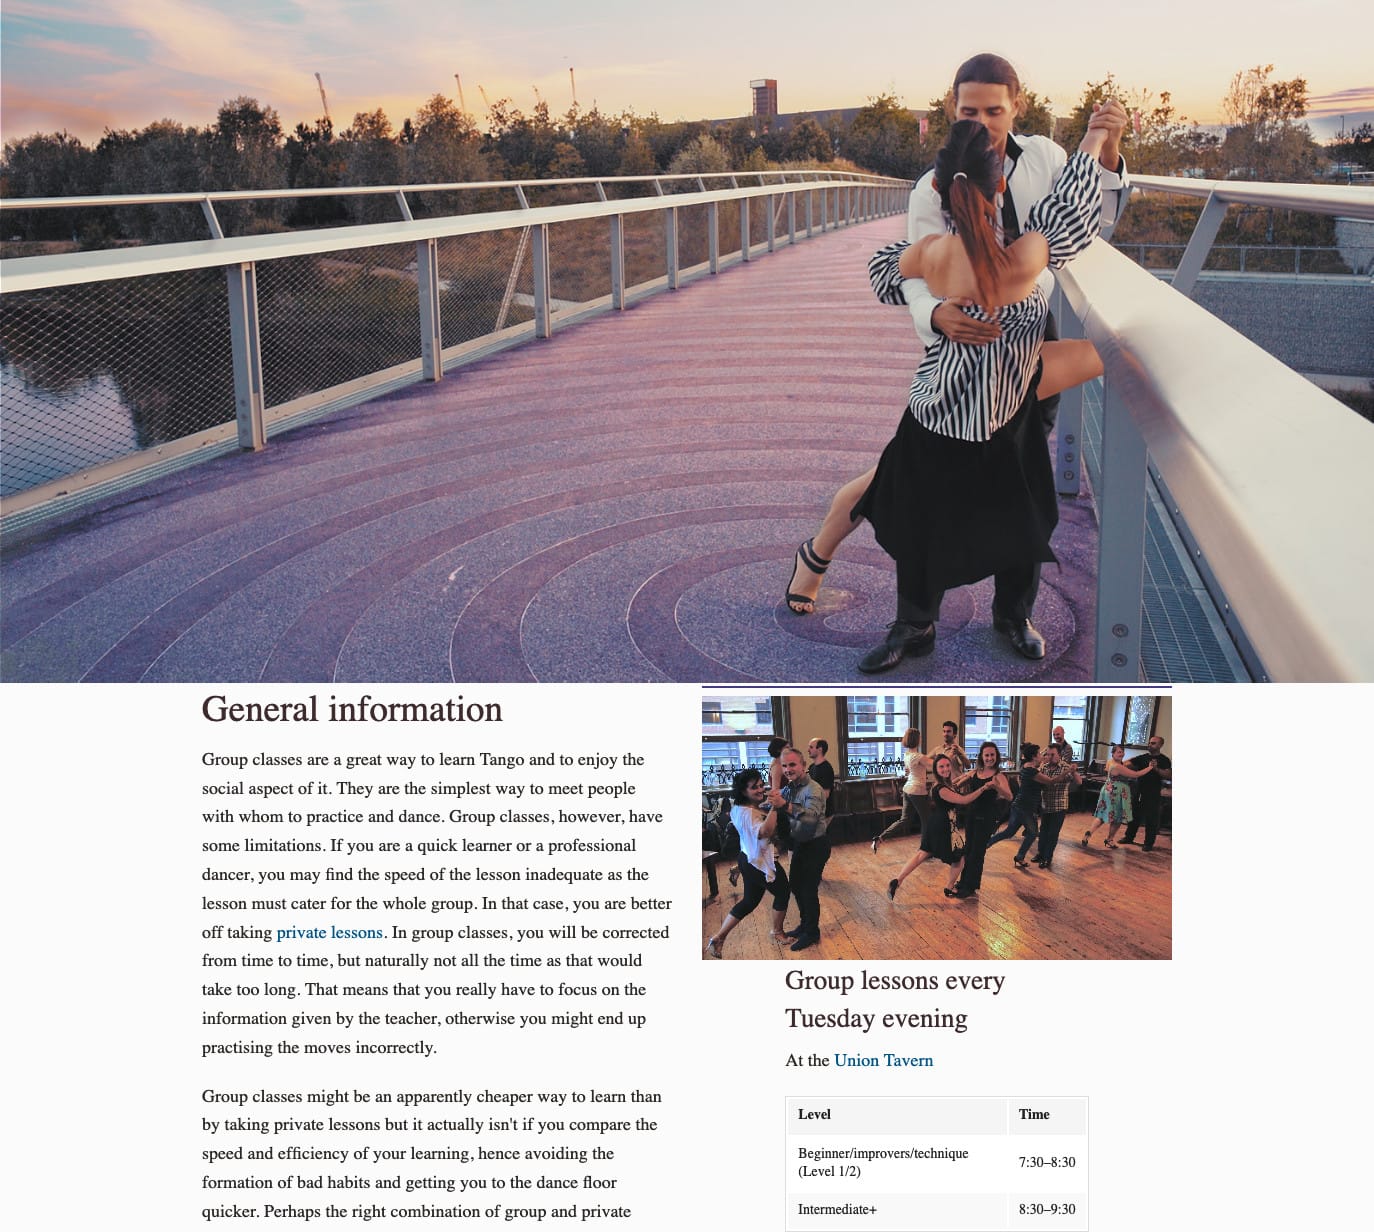 General information
Group classes are a great way to learn Tango and to enjoy the
social aspect of it. They are the simplest way to meet people
with whom to practice and dance. Group classes, however, have
some limitations. If you are a quick learner or a professional
dancer, you may find the speed of the lesson inadequate as the
lesson must cater for the whole group. In that case, you are better
off taking private lessons. In group classes, you will be corrected
from time to time, but naturally not all the time as that would
take too long. That means that you really have to focus on the
information given by the teacher, otherwise you might end up
practising the moves incorrectly.
Group classes might be an apparently cheaper way to learn than
by taking private lessons but it actually isn't if you compare the
speed and efficiency of your learning, hence avoiding the
formation of bad habits and getting you to the dance floor
quicker. Perhaps the right combination of group and private
Group lessons every
Tuesday evening
At the Union Tavern
Level Time
Beginner/improvers/technique
(Level 1/2) 7:30–8:30
Intermediate+ 8:30–9:30